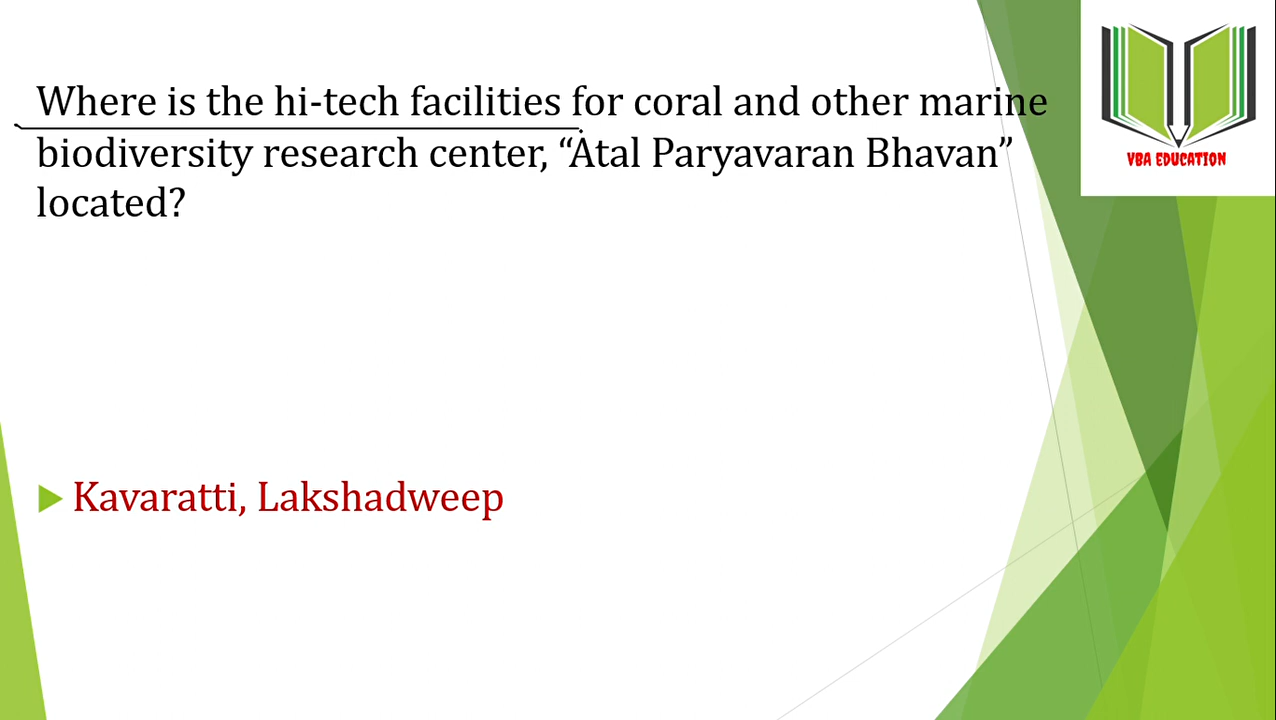 Where is the hi-tech facilities for coral and other marine
biodiversity research center, “Atal Paryavaran Bhavan”
located?
VBA EDUCATION
Kavaratti, Lakshadweep